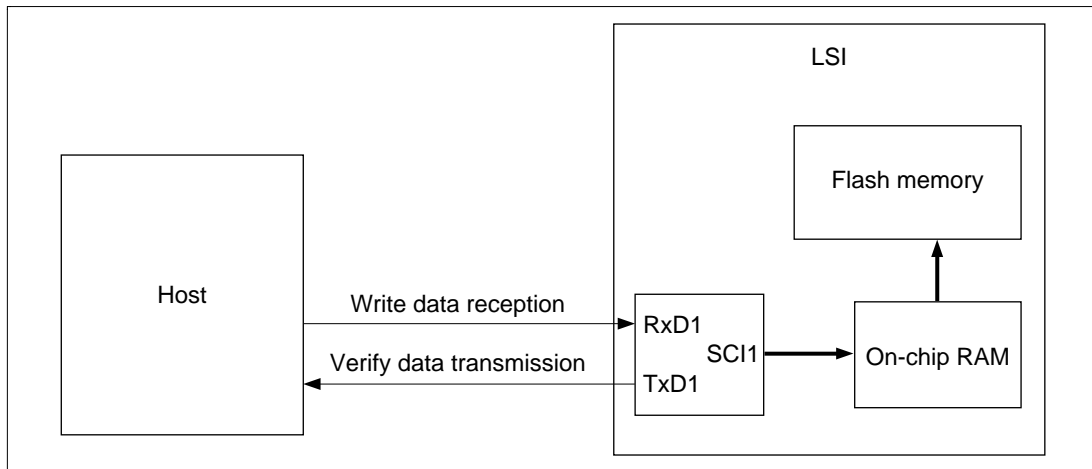 LSI
Flash memory
Host
Write data reception
RxD1
SCI1
On-chip RAM
Verify data transmission
TxD1